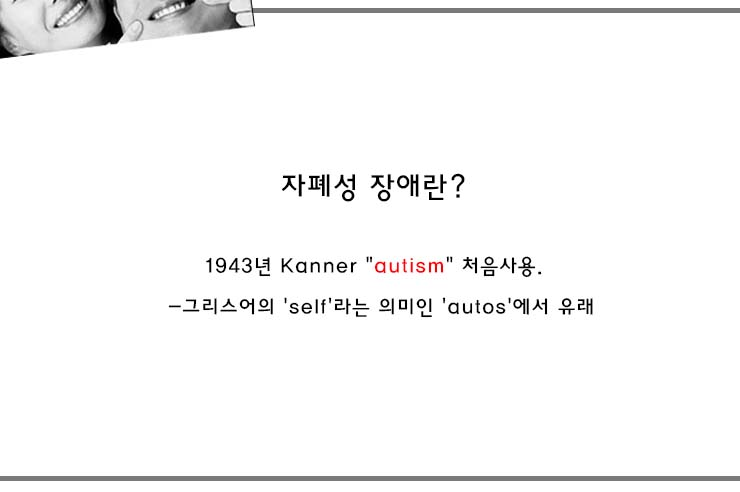 자폐성 장애란?
1943년 Kanner "autism" 처음사용.
-그리스어의 'self'라는 의미인 'autos'에서 유래